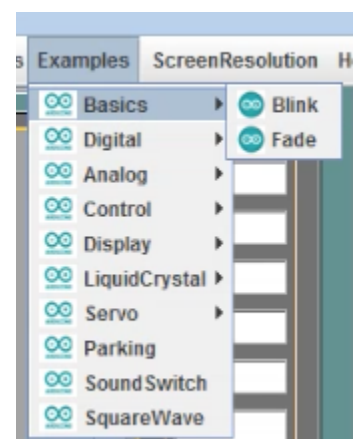 s Examples ScreenResolution H
Basics Blink
Digital Fade
Analog
Control
Display
LiquidCrystal
Servo
Parking
SoundSwitch
SquareWave